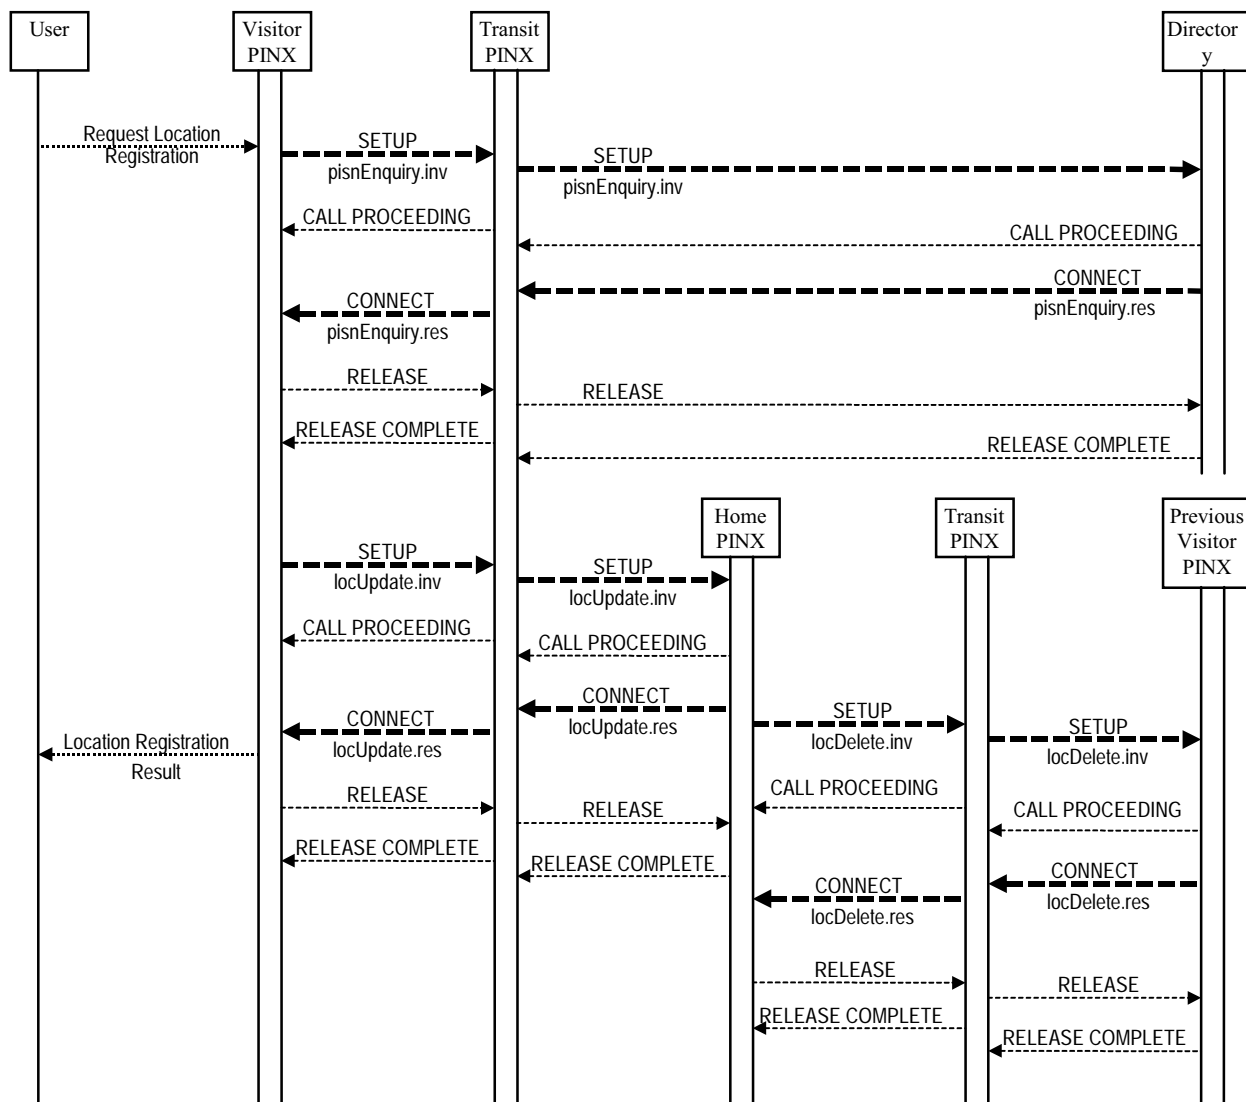 User
Visitor
PINX
Transit
PINX
Director
y
Request Location
Registration
SETUP
pisnEnquiry.inv
SETUP
pisnEnquiry.inv
CALL PROCEEDING
CALL PROCEEDING
CONNECT
pisnEnquiry.res
CONNECT
pisnEnquiry.res
RELEASE
RELEASE
RELEASE COMPLETE
RELEASE COMPLETE
Home
PINX
Transit
PINX
Previous
Visitor
PINX
SETUP
locUpdate.inv
SETUP
locUpdate.inv
CALL PROCEEDING
CALL PROCEEDING
CONNECT
locUpdate.res
SETUP
locDelete.inv
CONNECT
locUpdate.res
SETUP
locDelete.inv
Location Registration
Result
CALL PROCEEDING
RELEASE
CALL PROCEEDING
RELEASE
RELEASE COMPLETE
RELEASE COMPLETE
CONNECT
locDelete.res
CONNECT
locDelete.res
RELEASE
RELEASE
RELEASE COMPLETE
RELEASE COMPLETE